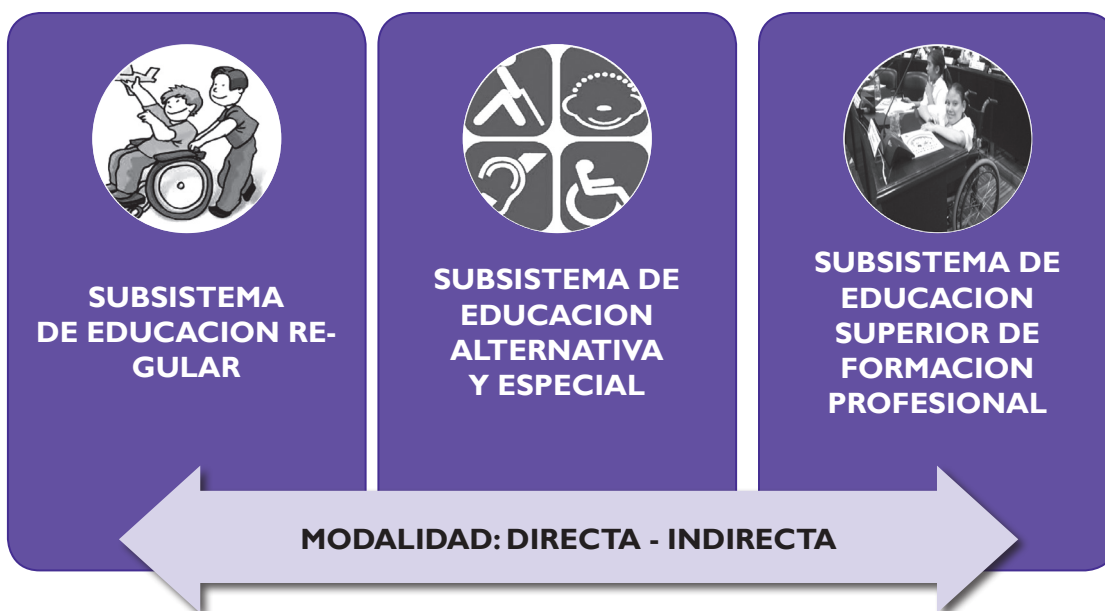 SUBSISTEMA
DE EDUCACION RE-
GULAR
SUBSISTEMA DE
EDUCACION
ALTERNATIVA
Y ESPECIAL
SUBSISTEMA DE
EDUCACION
SUPERIOR DE
FORMACION
PROFESIONAL
MODALIDAD: DIRECTA - INDIRECTA